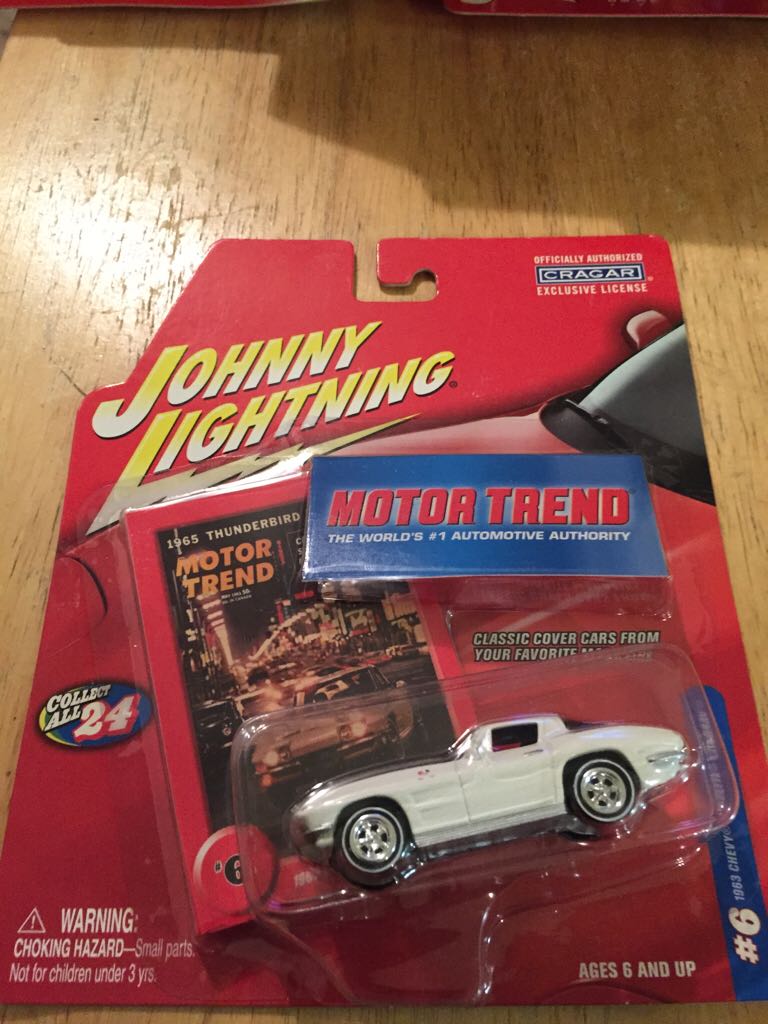 OFFICIALLY AUTHORIZED
CRAGAR®
EXCLUSIVE LICENSE
JOHNNY
LIGHTNING®
MOTOR TREND
THE WORLD'S #1 AUTOMOTIVE AUTHORITY
1965 THUNDERBIRD
MOTOR
TREND
CLASSIC COVER CARS FROM
YOUR FAVORITE
COLLECT
ALL 24
#6
#6
1963 CHEVY®
WARNING:
CHOKING HAZARD—Small parts.
Not for children under 3 yrs.
AGES 6 AND UP